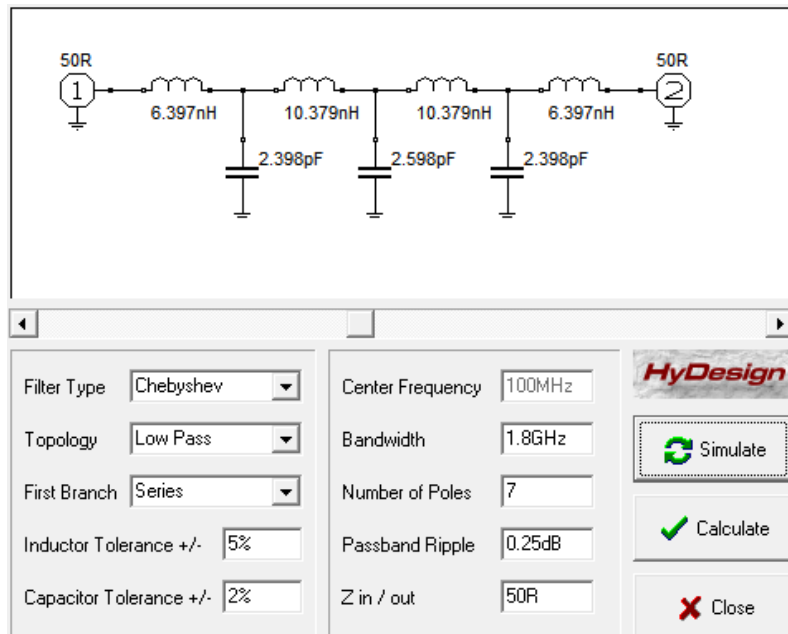 50R 50R
1 2
6.397nH 10.379nH 10.379nH 6.397nH
2.398pF 2.598pF 2.398pF
Filter Type Chebyshev
Topology Low Pass
First Branch Series
Inductor Tolerance +/- 5%
Capacitor Tolerance +/- 2%
Center Frequency 100MHz
Bandwidth 1.8GHz
Number of Poles 7
Passband Ripple 0.25dB
Z in / out 50R
HyDesign
Simulate
Calculate
Close